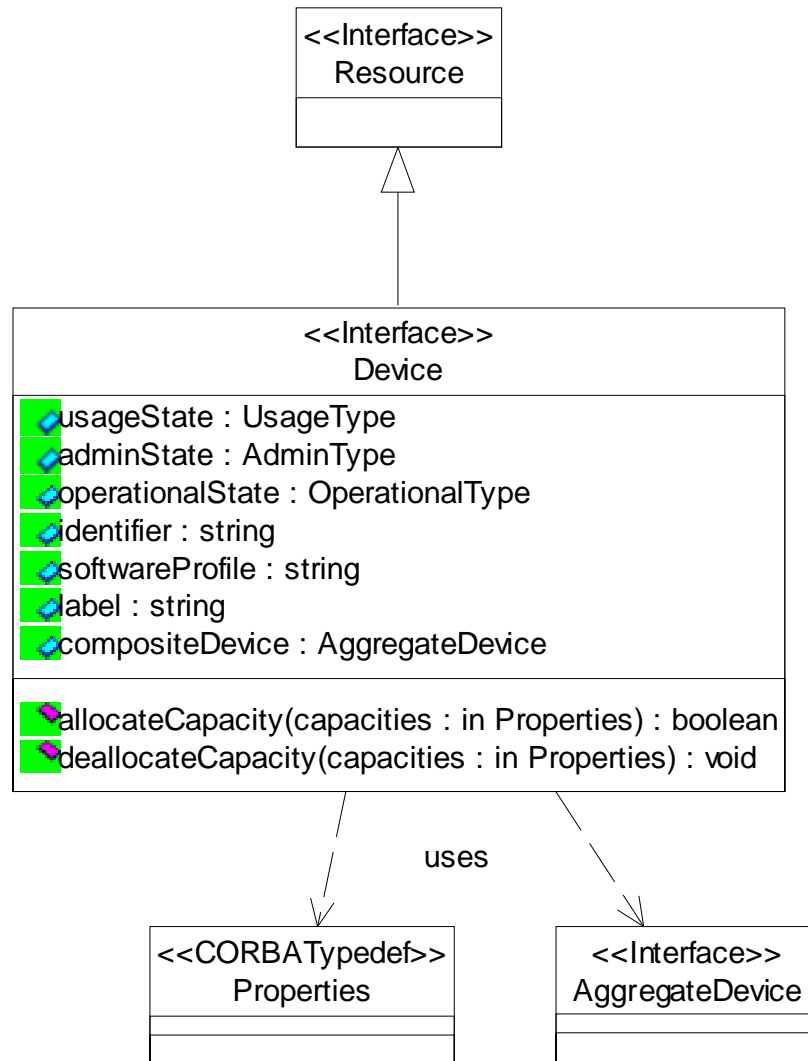 <<Interface>>
Resource
<<Interface>>
Device
usageState : UsageType
adminState : AdminType
operationalState : OperationalType
identifier : string
softwareProfile : string
label : string
compositeDevice : AggregateDevice
allocateCapacity(capacities : in Properties) : boolean
deallocateCapacity(capacities : in Properties) : void
uses
<<CORBATypedef>>
Properties
<<Interface>>
AggregateDevice